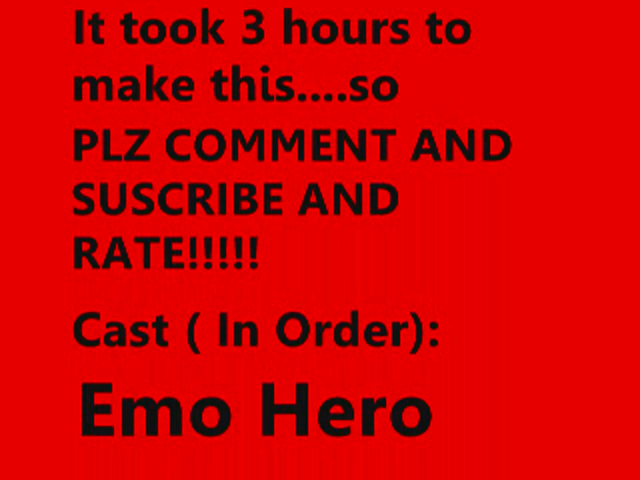 It took 3 hours to
make this....so
PLZ COMMENT AND
SUSCRIBE AND
RATE!!!!!
Cast ( In Order):
Emo Hero